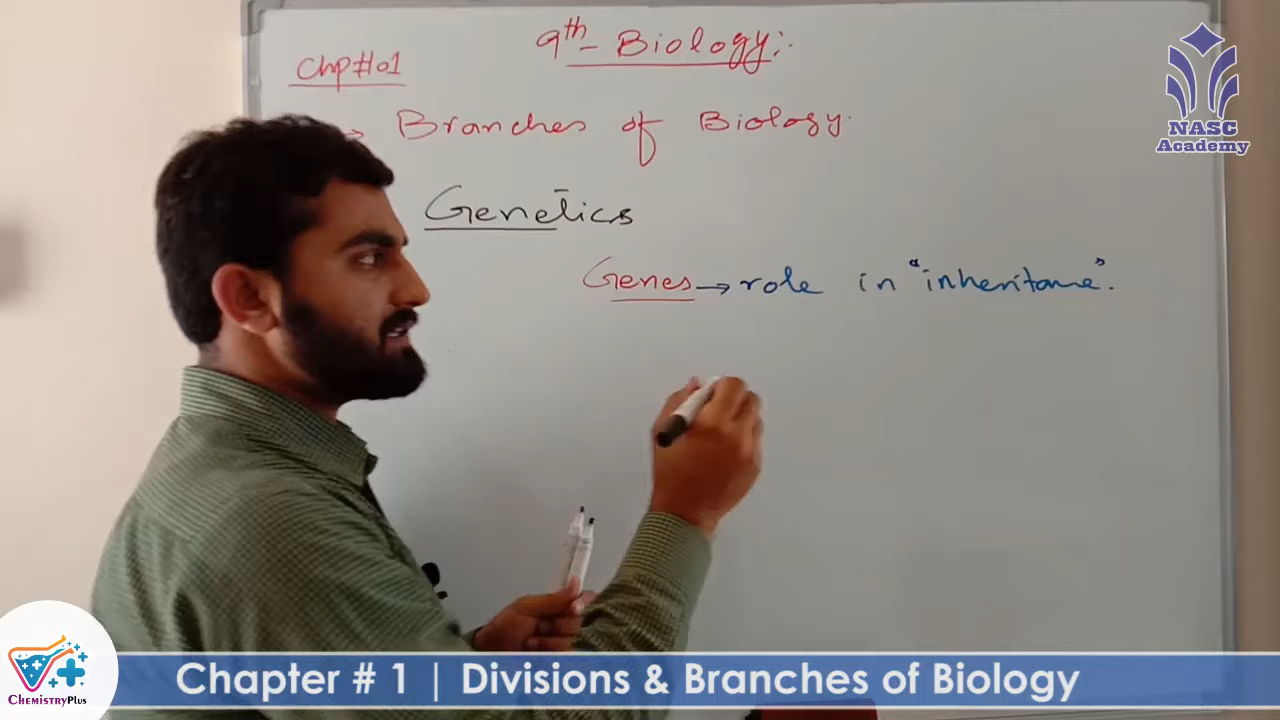 9th - Biology:-
Chp#01
Branches of Biology.
Genetics
Genes → role in "inheritance".
NASC
Academy
ChemistryPlus
Chapter # 1 | Divisions & Branches of Biology